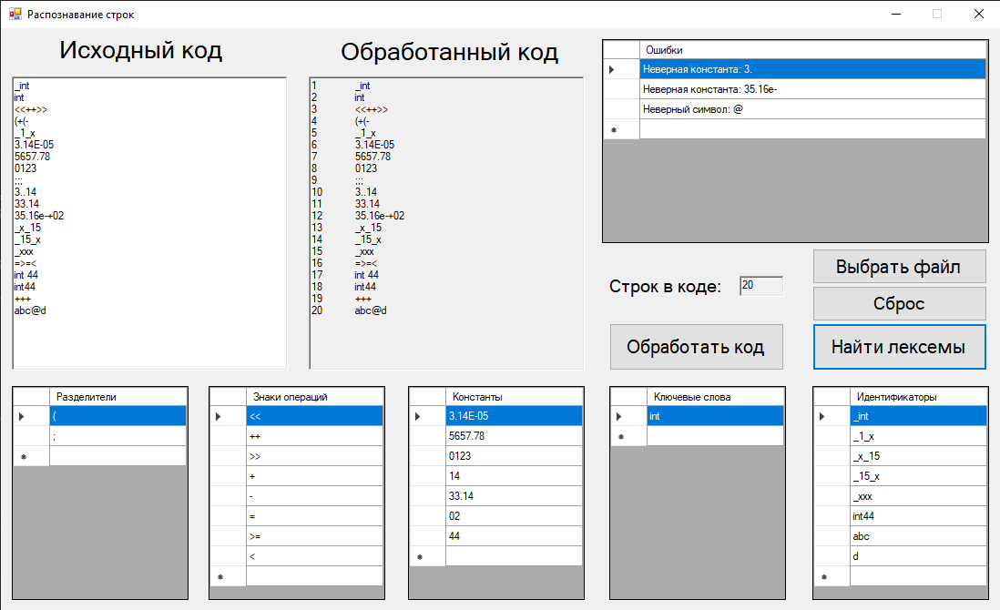 Распознавание строк
Исходный код
_int
int
<<++>>
(+(-
_1_x
3.14E-05
5657.78
0123
;;;
3..14
33.14
35.16e-+02
_x_15
_15_x
_xxx
=>=<
int 44
int44
+++
abc@d
Обработанный код
1 _int
2 int
3 <<++>>
4 (+(-
5 _1_x
6 3.14E-05
7 5657.78
8 0123
9 ;;;
10 3..14
11 33.14
12 35.16e-+02
13 _x_15
14 _15_x
15 _xxx
16 =>=<
17 int 44
18 int44
19 +++
20 abc@d
Ошибки
Неверная константа: 3.
Неверная константа: 35.16e-
Неверный символ: @
Строк в коде: 20
Выбрать файл
Сброс
Обработать код
Найти лексемы
Разделители
(
;
Знаки операций
<<
++
>>
+
-
=
>=
<
Константы
3.14E-05
5657.78
0123
14
33.14
02
44
Ключевые слова
int
Идентификаторы
_int
_1_x
_x_15
_15_x
_xxx
int44
abc
d